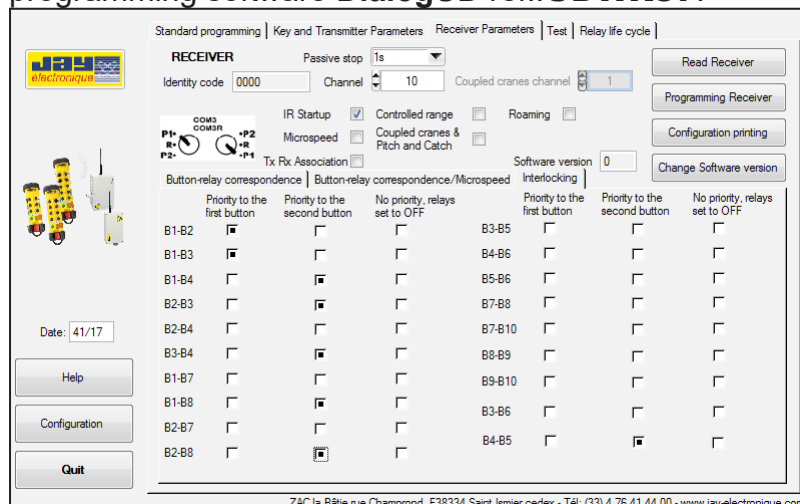 Standard programming Key and Transmitter Parameters Receiver Parameters Test Relay life cycle
Jay
électronique
RECEIVER Passive stop 1s
Identity code 0000 Channel 10 Coupled cranes channel 1
Read Receiver
Programming Receiver
Configuration printing
Change Software version
COM3
COM3R
P1- R- P2-
-P2 -R -P1
IR Startup Controlled range Roaming
Microspeed Coupled cranes & Pitch and Catch
Tx Rx Association Software version 0
Button-relay correspondence Button-relay correspondence/Microspeed Interlocking
Priority to the first button Priority to the second button No priority, relays set to OFF
Priority to the first button Priority to the second button No priority, relays set to OFF
B1-B2
B1-B3
B1-B4
B2-B3
B2-B4
B3-B4
B1-B7
B1-B8
B2-B7
B2-B8
B3-B5
B4-B6
B5-B6
B7-B8
B7-B10
B8-B9
B9-B10
B3-B6
B4-B5
Date: 41/17
Help
Configuration
Quit